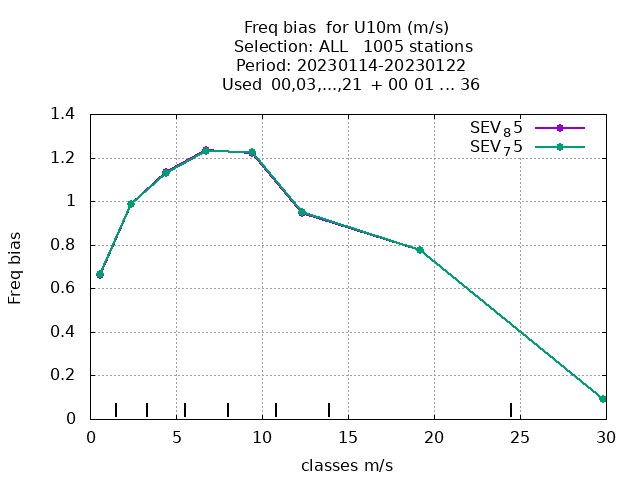 Freq bias  for U10m (m/s)
Selection: ALL   1005 stations
Period: 20230114-20230122
Used  00,03,...,21  + 00 01 ... 36
SEV₈5
SEV₇5
1.4
1.2
1
0.8
0.6
0.4
0.2
0
Freq bias
0 5 10 15 20 25 30
classes m/s